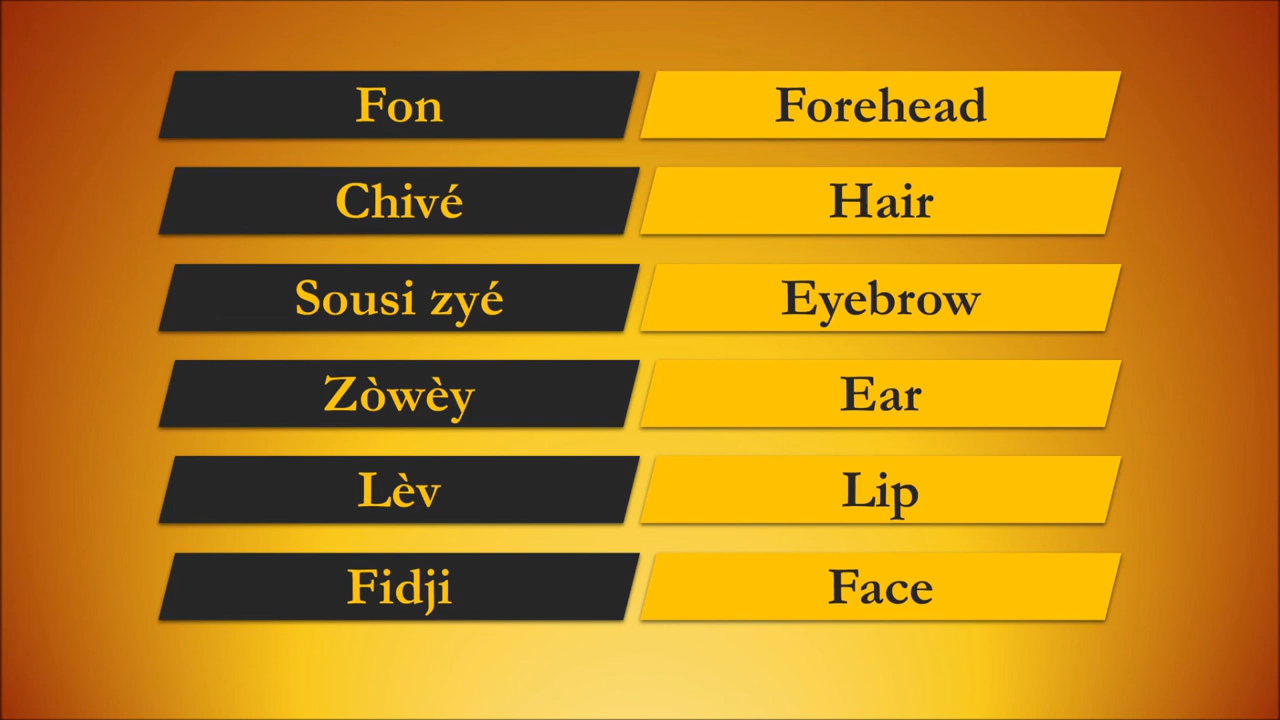 Fon Forehead
Chivé Hair
Sousi zyé Eyebrow
Zòwèy Ear
Lèv Lip
Fidji Face